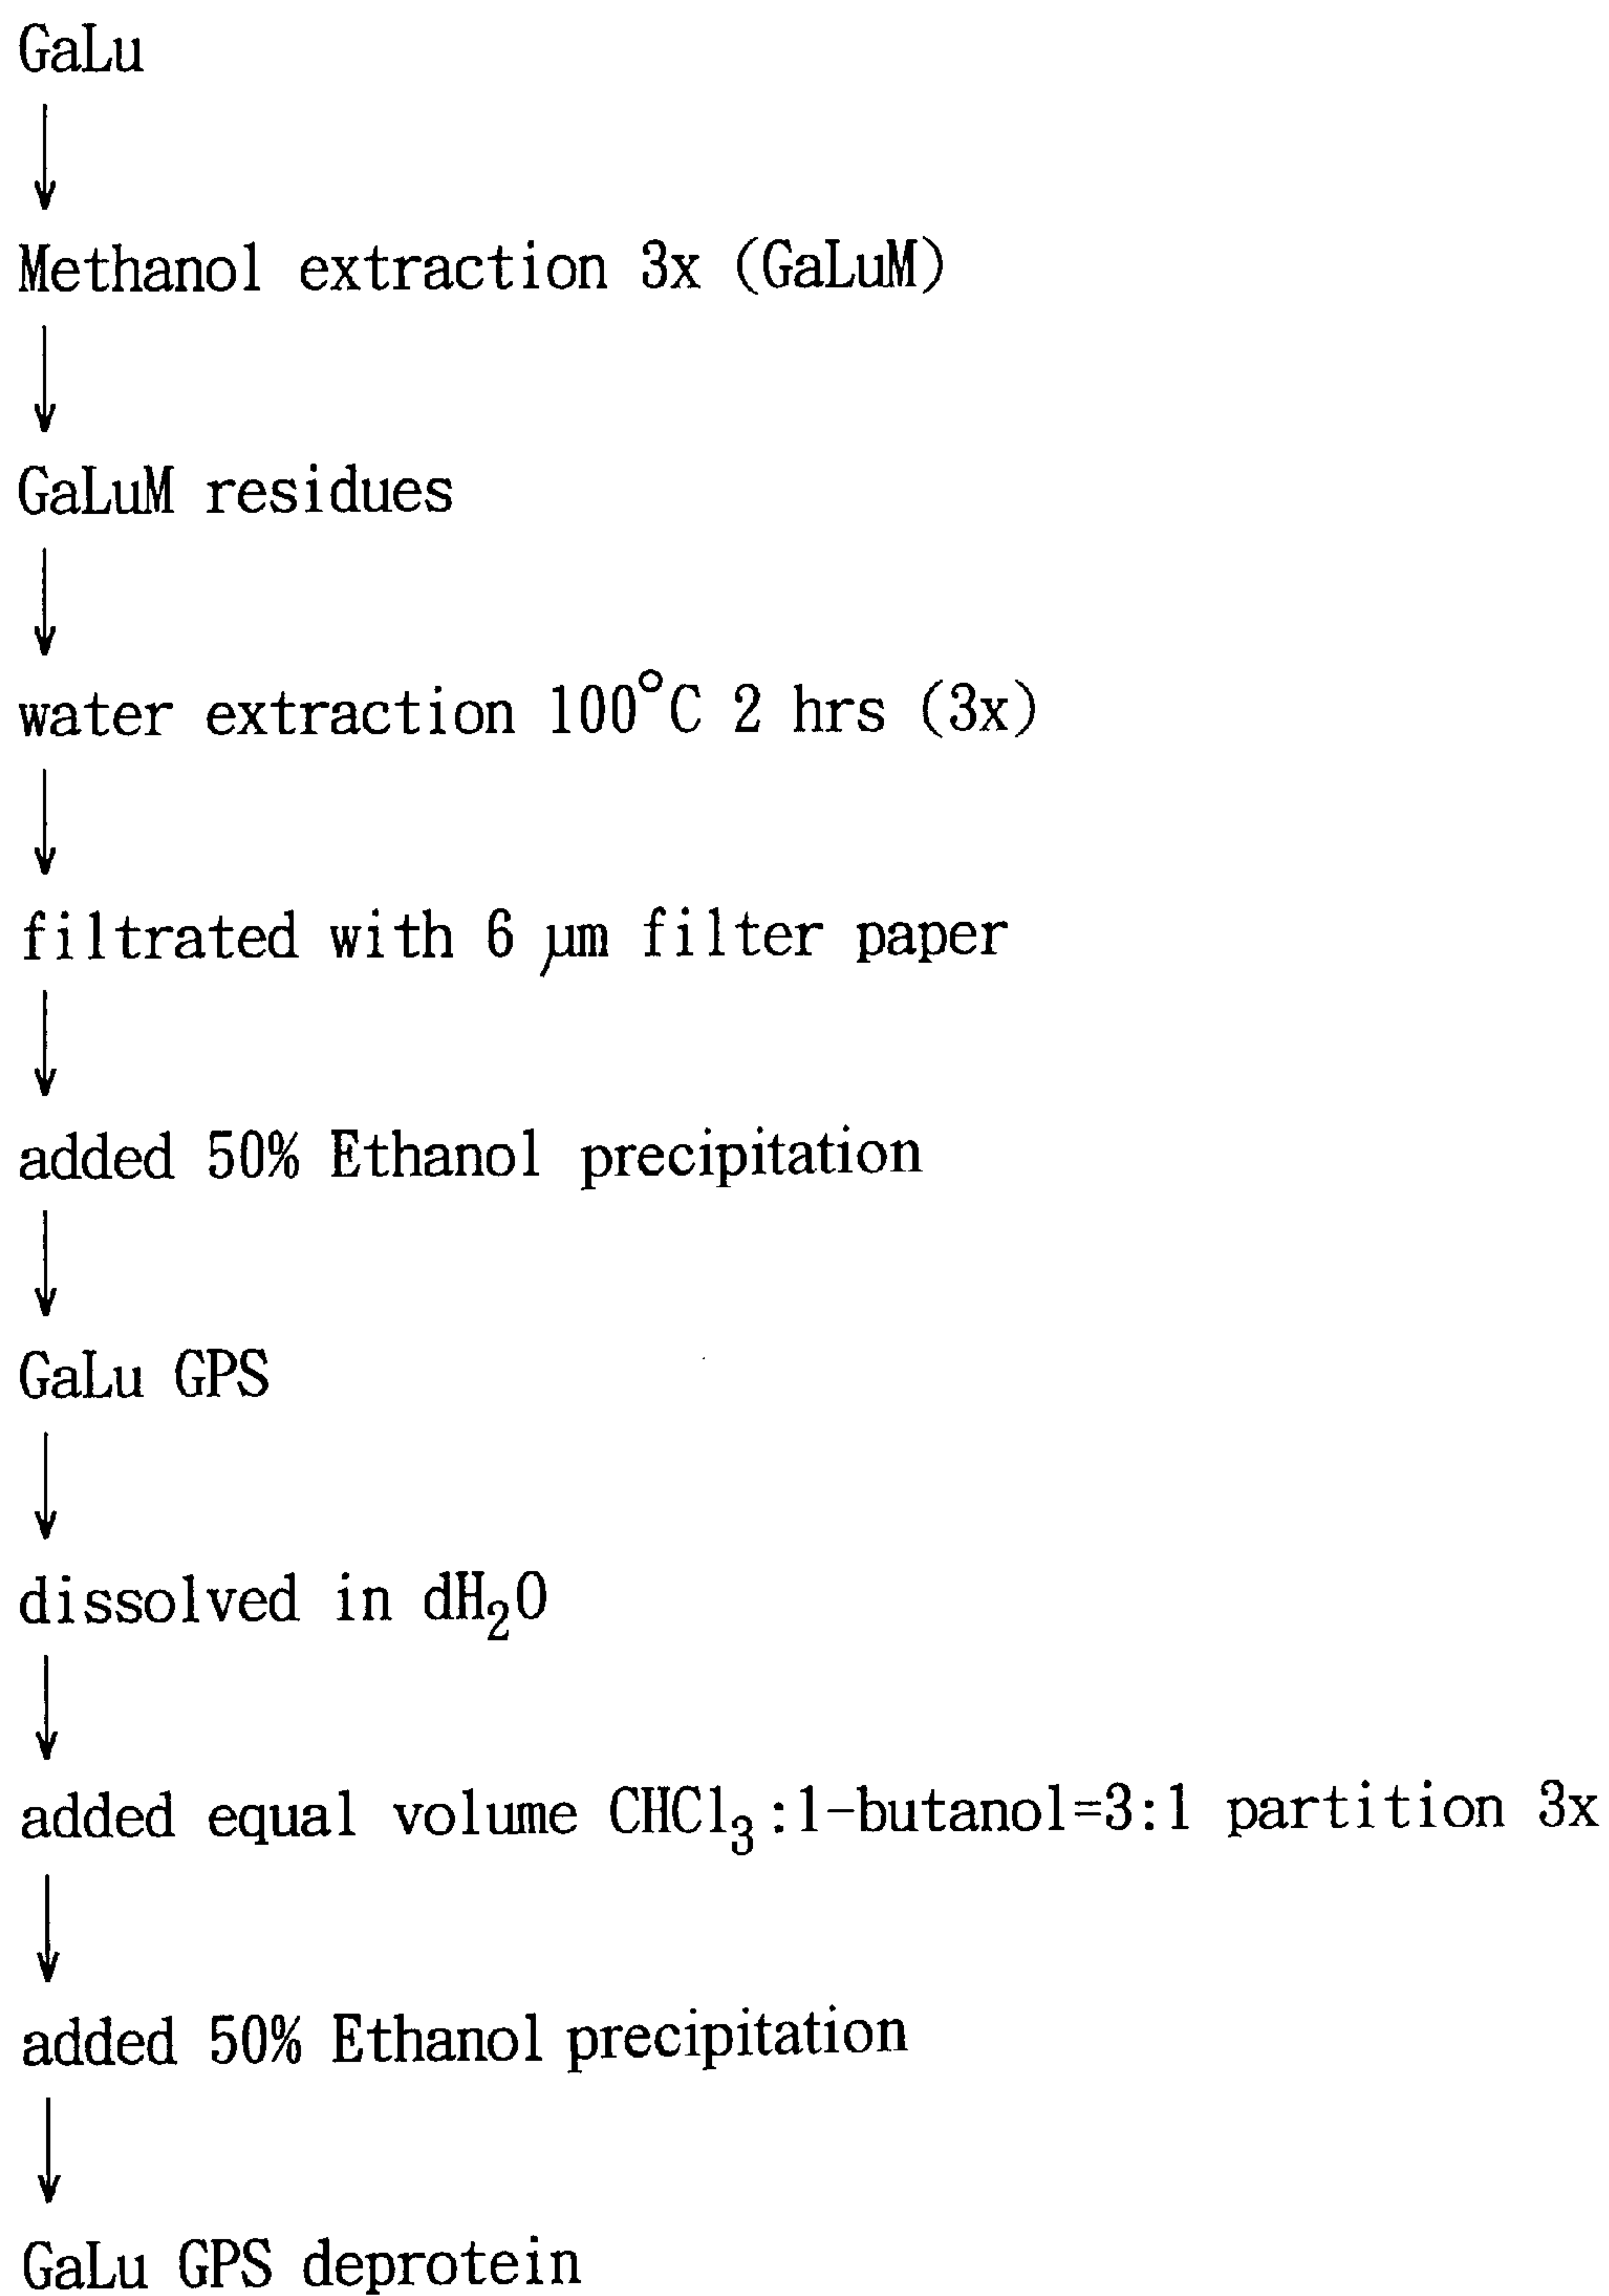 GaLu
Methanol extraction 3x (GaLuM)
GaLuM residues
water extraction 100°C 2 hrs (3x)
filtrated with 6 μm filter paper
added 50% Ethanol precipitation
GaLu GPS
dissolved in dH₂O
added equal volume CHCl₃:1-butanol=3:1 partition 3x
added 50% Ethanol precipitation
GaLu GPS deprotein